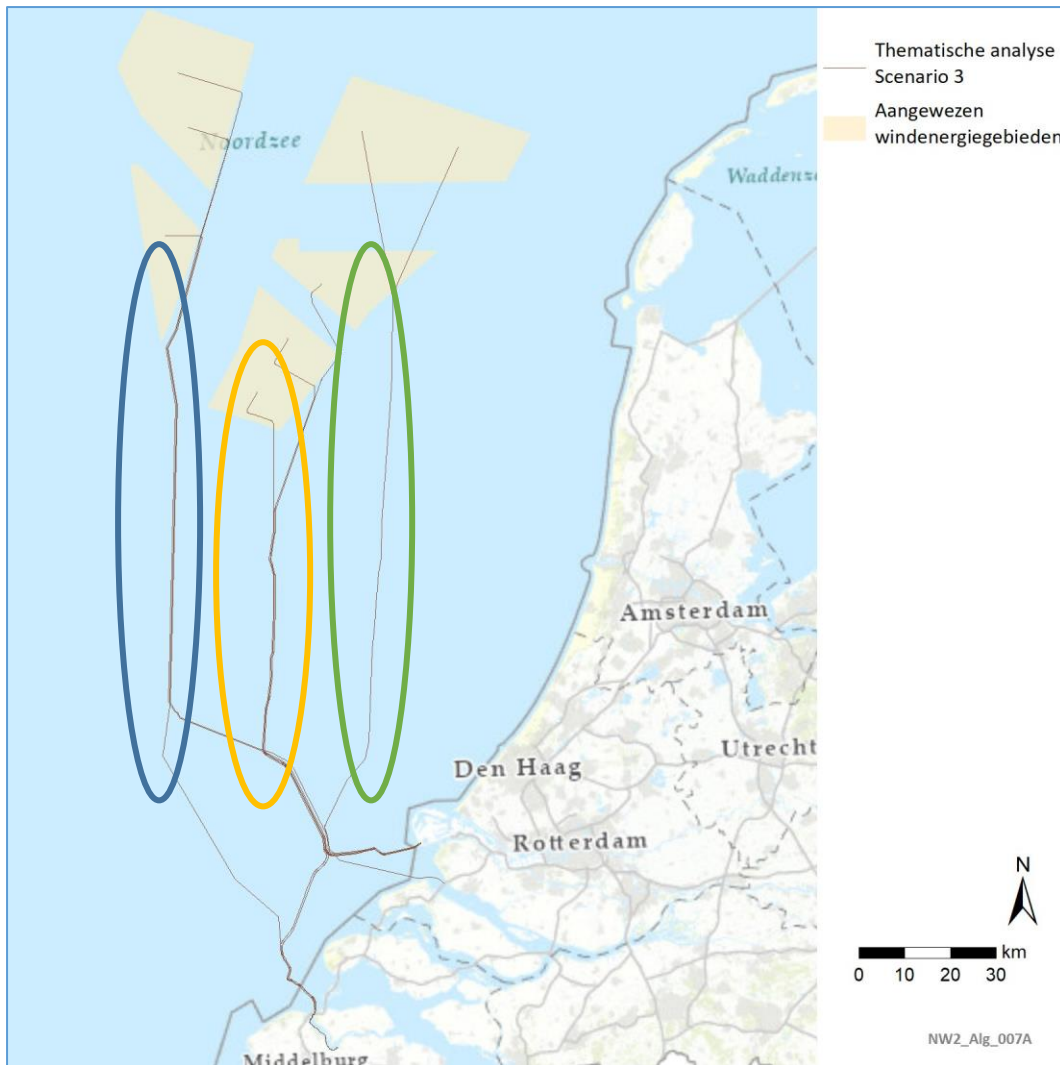 Thematische analyse
Scenario 3
Aangewezen
windenergiegebieden
Noordzee
Waddenze
Amsterdam
Utrecht
Den Haag
Rotterdam
Middelburg
N
km
0 10 20 30
NW2_Alg_007A